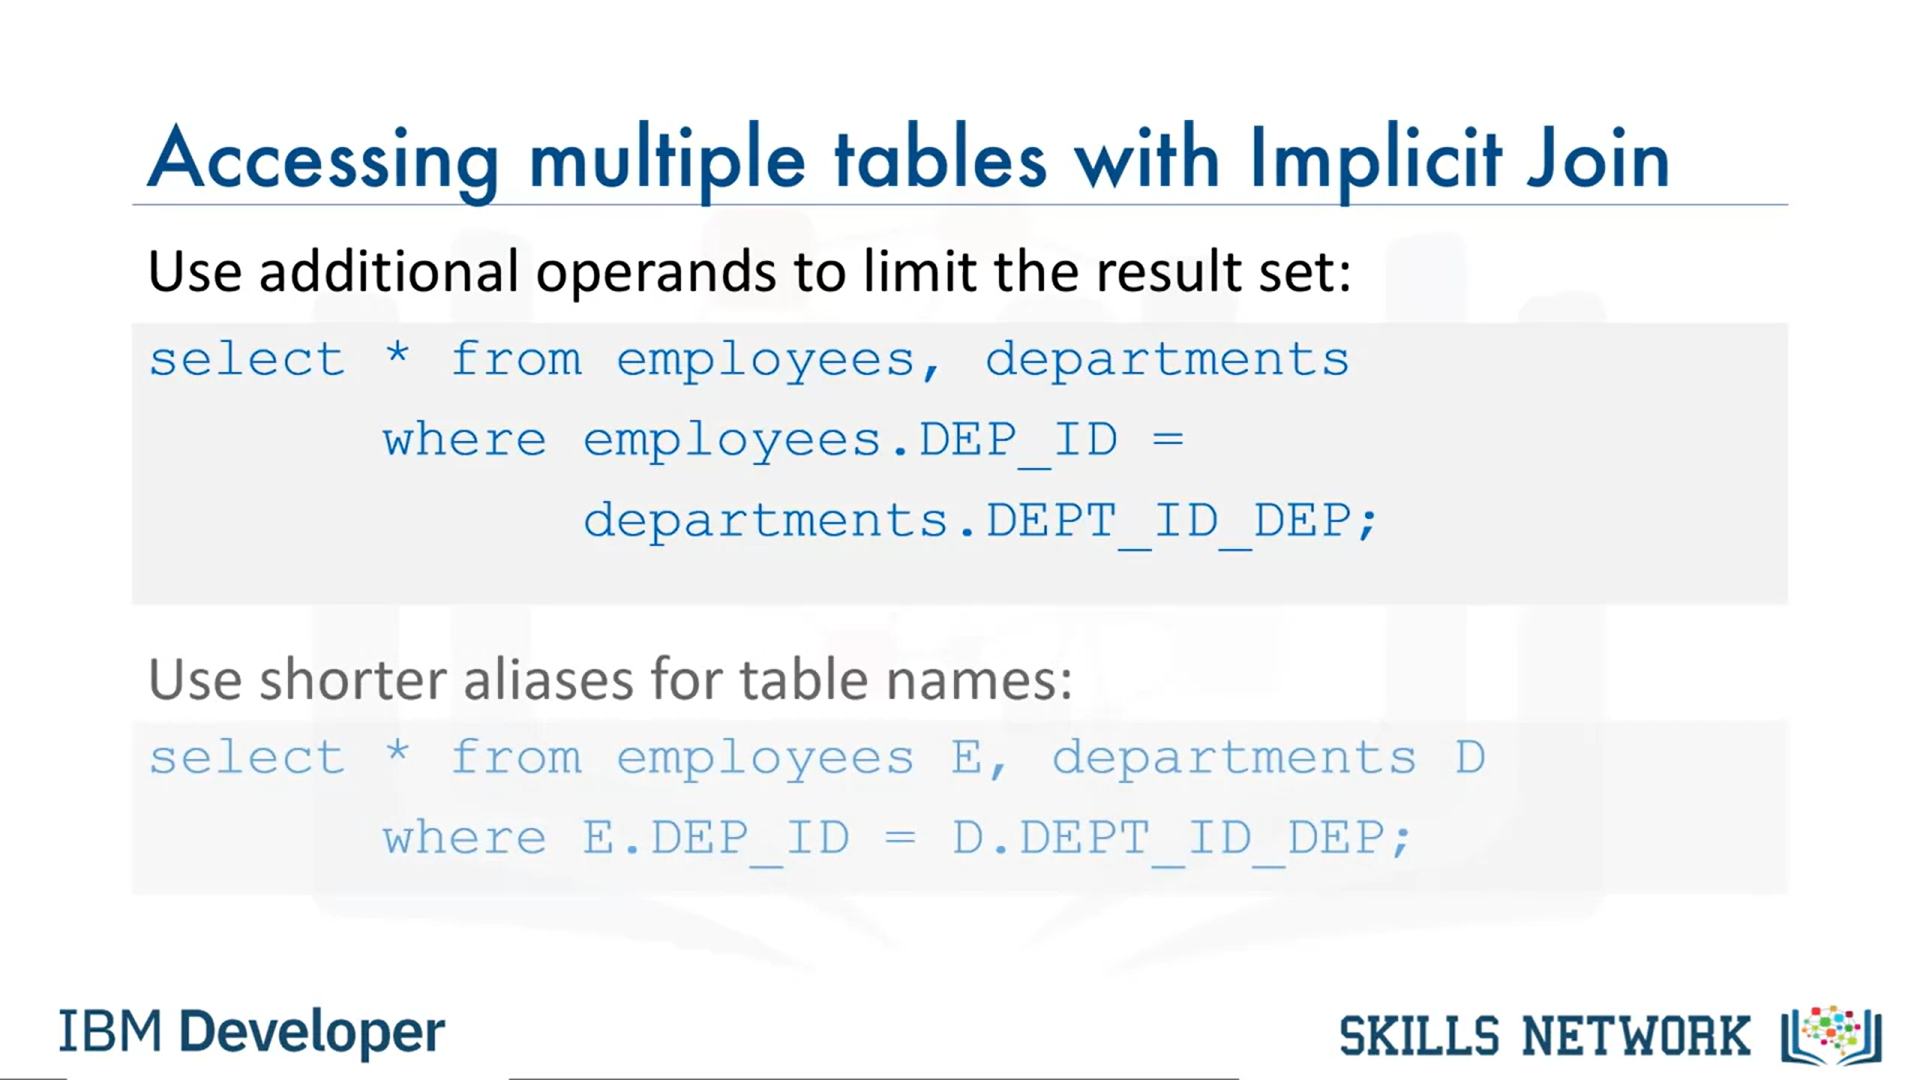 Accessing multiple tables with Implicit Join
Use additional operands to limit the result set:
select * from employees, departments
where employees.DEP_ID =
departments.DEPT_ID_DEP;
Use shorter aliases for table names:
select * from employees E, departments D
where E.DEP_ID = D.DEPT_ID_DEP;
IBM Developer
SKILLS NETWORK